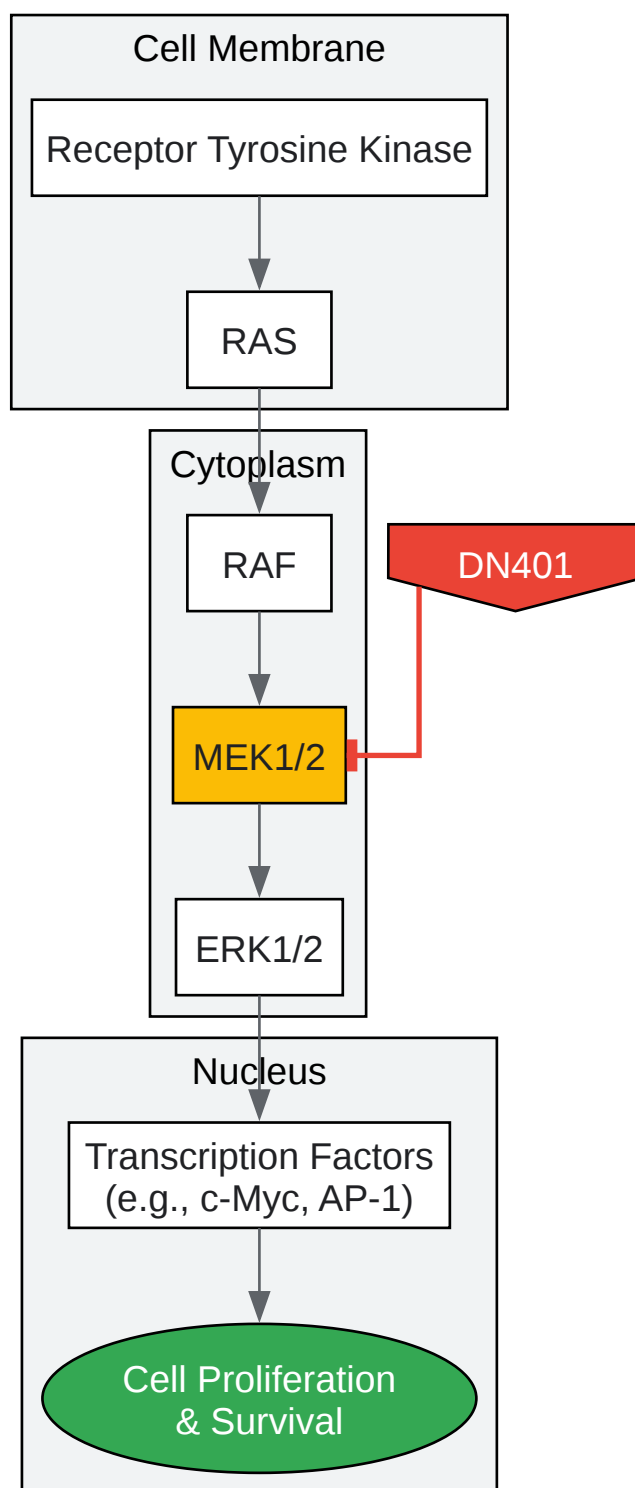 Cell Membrane
Receptor Tyrosine Kinase
RAS
Cytoplasm
RAF
DN401
MEK1/2
ERK1/2
Nucleus
Transcription Factors
(e.g., c-Myc, AP-1)
Cell Proliferation
& Survival